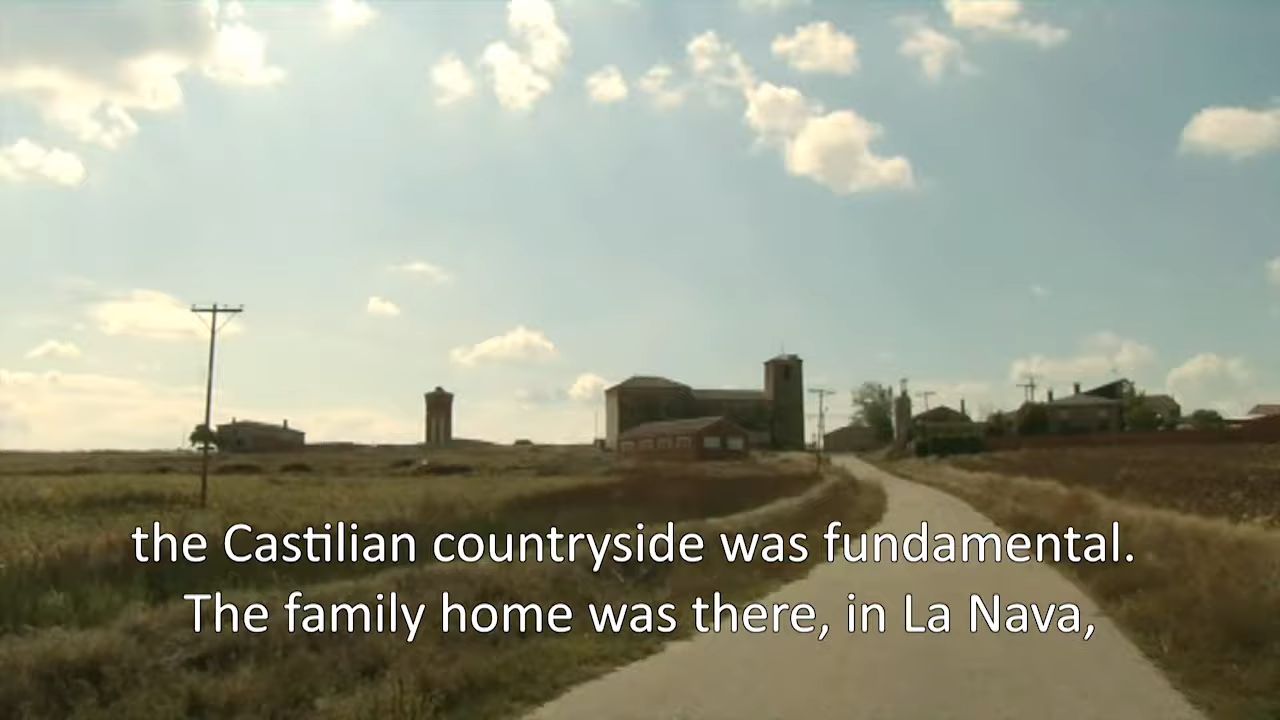 the Castilian countryside was fundamental.
The family home was there, in La Nava,